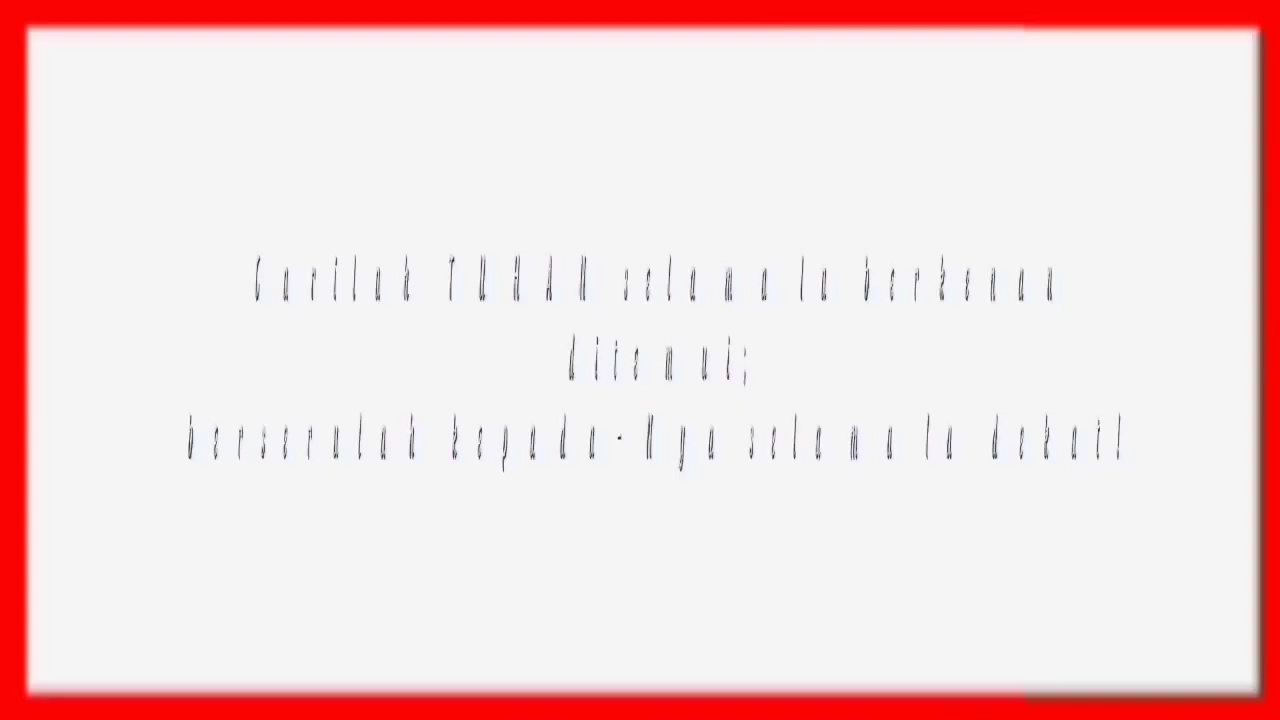 Carilah TUHAN selama Ia berkenan
ditemui;
berserulah kepada-Nya selama Ia dekat!